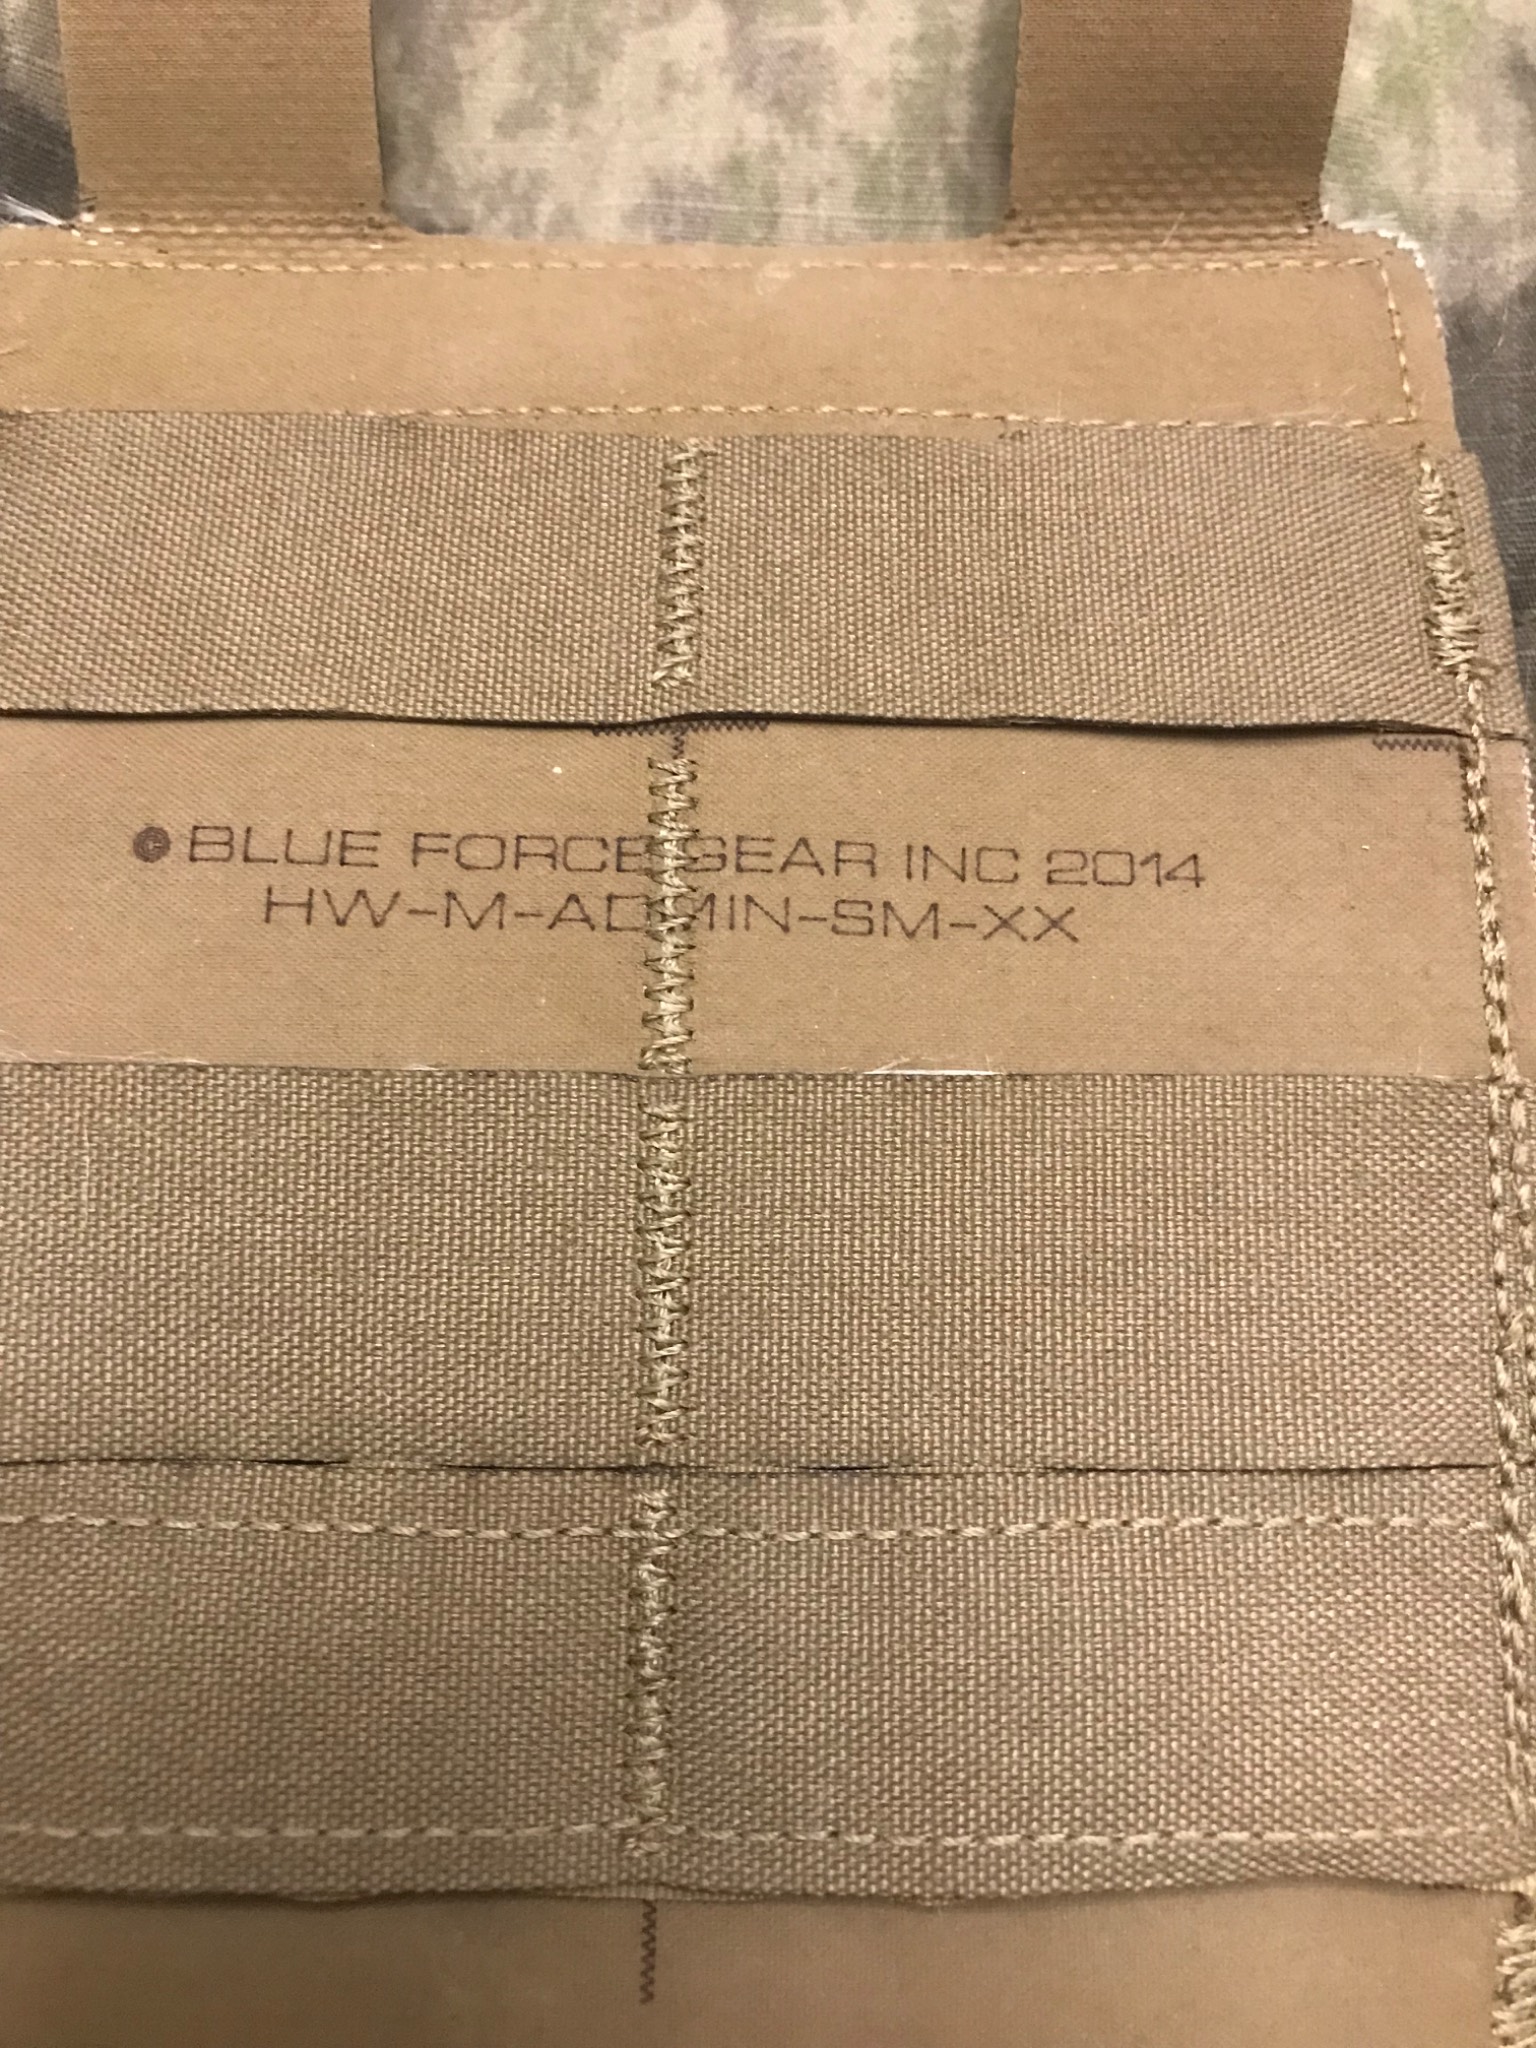 © BLUE FORCE GEAR INC 2014
HW-M-ADMIN-SM-XX